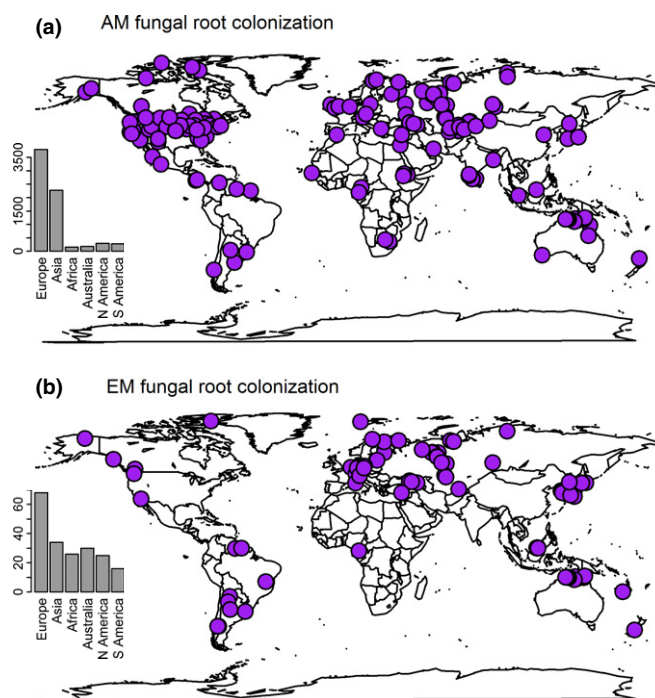 (a) AM fungal root colonization
3500
1500
0
Europe
Asia
Africa
Australia
N America
S America
(b) EM fungal root colonization
60
40
20
0
Europe
Asia
Africa
Australia
N America
S America